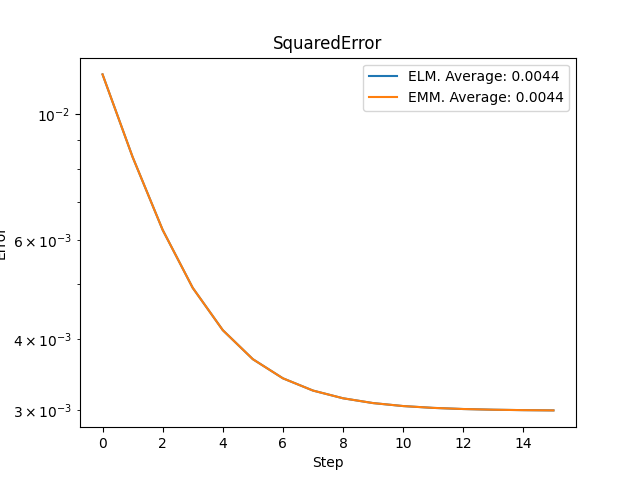 SquaredError
ELM. Average: 0.0044
EMM. Average: 0.0044
10⁻²
6 × 10⁻³
4 × 10⁻³
3 × 10⁻³
Error
0 2 4 6 8 10 12 14
Step